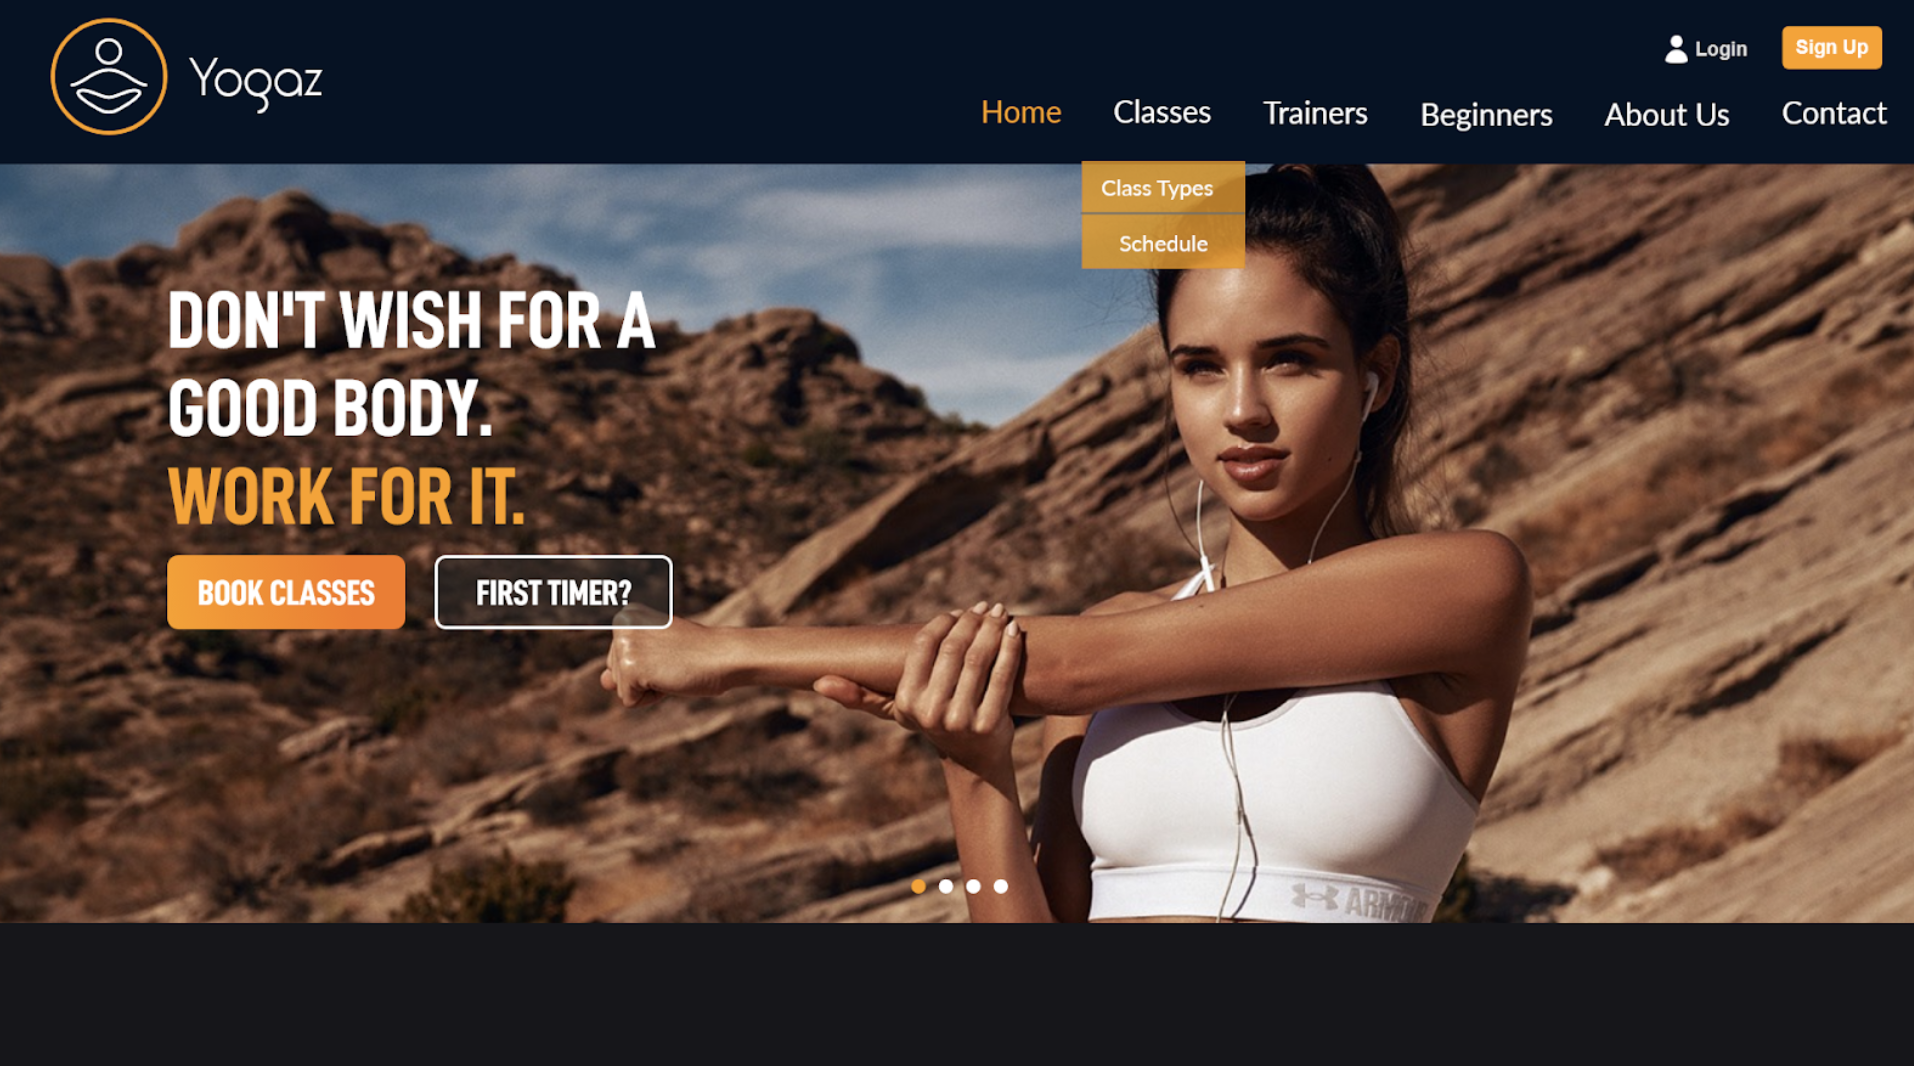 Yogaz
Login
Sign Up
Home
Classes
Trainers
Beginners
About Us
Contact
Class Types
Schedule
DON'T WISH FOR A
GOOD BODY.
WORK FOR IT.
BOOK CLASSES
FIRST TIMER?